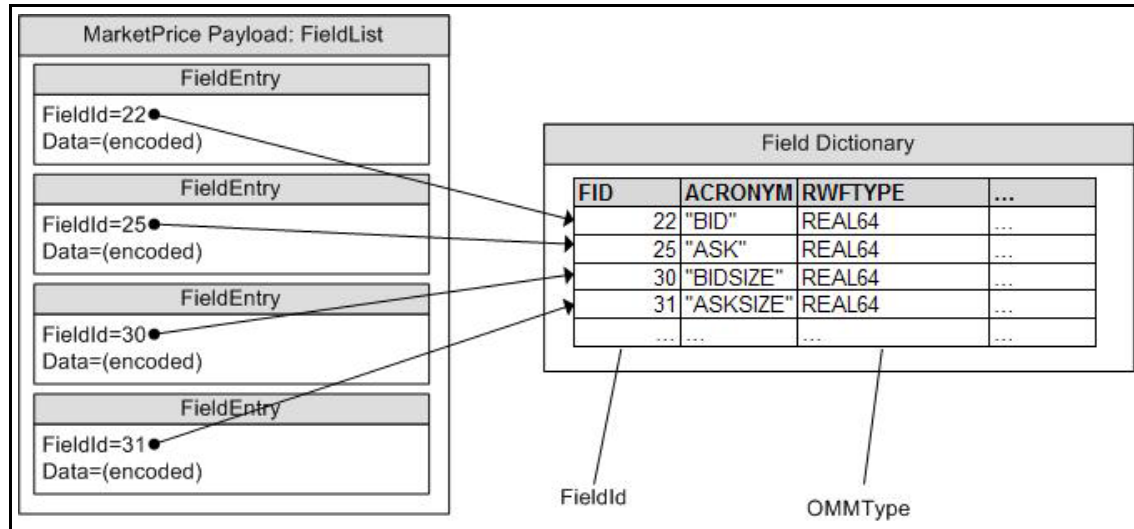 MarketPrice Payload: FieldList
FieldEntry
FieldId=22
Data=(encoded)
FieldEntry
FieldId=25
Data=(encoded)
FieldEntry
FieldId=30
Data=(encoded)
FieldEntry
FieldId=31
Data=(encoded)
Field Dictionary
FID ACRONYM RWFTYPE ...
22 "BID" REAL64 ...
25 "ASK" REAL64 ...
30 "BIDSIZE" REAL64 ...
31 "ASKSIZE" REAL64 ...
... ... ... ...
FieldId
OMMType